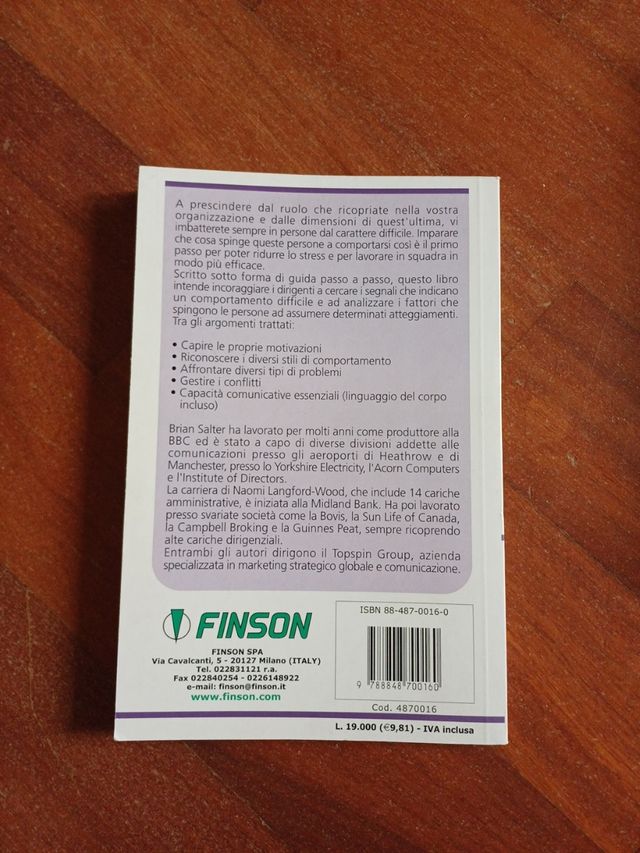 A prescindere dal ruolo che ricopriate nella vostra
organizzazione e dalle dimensioni di quest'ultima, vi
imbatterete sempre in persone dal carattere difficile. Imparare
che cosa spinge queste persone a comportarsi così è il primo
passo per poter ridurre lo stress e per lavorare in squadra in
modo più efficace.
Scritto sotto forma di guida passo a passo, questo libro
intende incoraggiare i dirigenti a cercare i segnali che indicano
un comportamento difficile e ad analizzare i fattori che
spingono le persone ad assumere determinati atteggiamenti.
Tra gli argomenti trattati:
• Capire le proprie motivazioni
• Riconoscere i diversi stili di comportamento
• Affrontare diversi tipi di problemi
• Gestire i conflitti
• Capacità comunicative essenziali (linguaggio del corpo
incluso)
Brian Salter ha lavorato per molti anni come produttore alla
BBC ed è stato a capo di diverse divisioni addette alle
comunicazioni presso gli aeroporti di Heathrow e di
Manchester, presso lo Yorkshire Electricity, l'Acorn Computers
e l'Institute of Directors.
La carriera di Naomi Langford-Wood, che include 14 cariche
amministrative, è iniziata alla Midland Bank. Ha poi lavorato
presso svariate società come la Bovis, la Sun Life of Canada,
la Campbell Broking e la Guinnes Peat, sempre ricoprendo
alte cariche dirigenziali.
Entrambi gli autori dirigono il Topspin Group, azienda
specializzata in marketing strategico globale e comunicazione.
FINSON
FINSON SPA
Via Cavalcanti, 5 - 20127 Milano (ITALY)
Tel. 022831121 r.a.
Fax 022840254 - 0226148922
e-mail: finson@finson.it
www.finson.com
ISBN 88-487-0016-0
9 788848 700160
Cod. 4870016
L. 19.000 (€9,81) - IVA inclusa